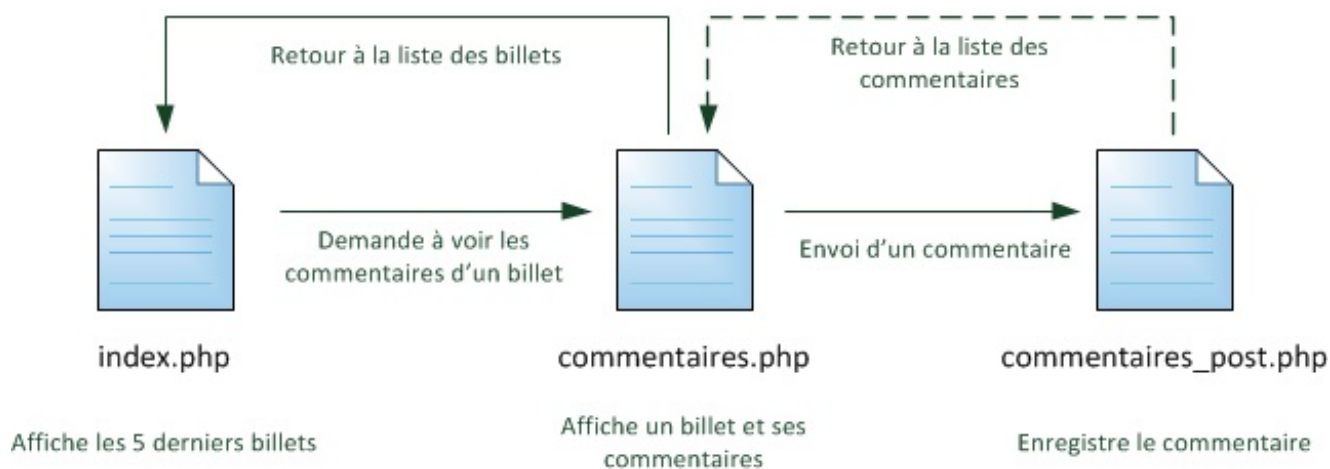 Retour à la liste des billets
Retour à la liste des
commentaires
Demande à voir les
commentaires d'un billet
Envoi d'un commentaire
index.php
commentaires.php
commentaires_post.php
Affiche les 5 derniers billets
Affiche un billet et ses
commentaires
Enregistre le commentaire